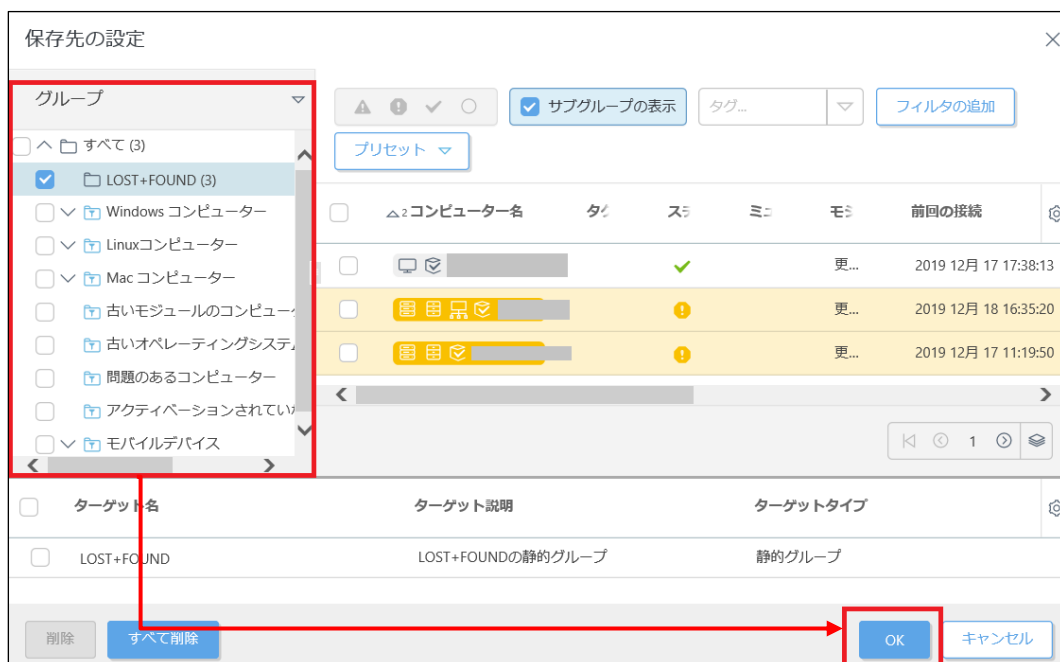 保存先の設定
グループ
すべて (3)
LOST+FOUND (3)
Windows コンピューター
Linuxコンピューター
Mac コンピューター
古いモジュールのコンピュー
古いオペレーティングシステ
問題のあるコンピューター
アクティベーションされてい
モバイルデバイス
サブグループの表示
タグ...
フィルタの追加
プリセット
2 コンピューター名 タ ス ミ モ 前回の接続
更... 2019 12月 17 17:38:13
更... 2019 12月 18 16:35:20
更... 2019 12月 17 11:19:50
1
ターゲット名 ターゲット説明 ターゲットタイプ
LOST+FOUND LOST+FOUNDの静的グループ 静的グループ
削除 すべて削除 OK キャンセル